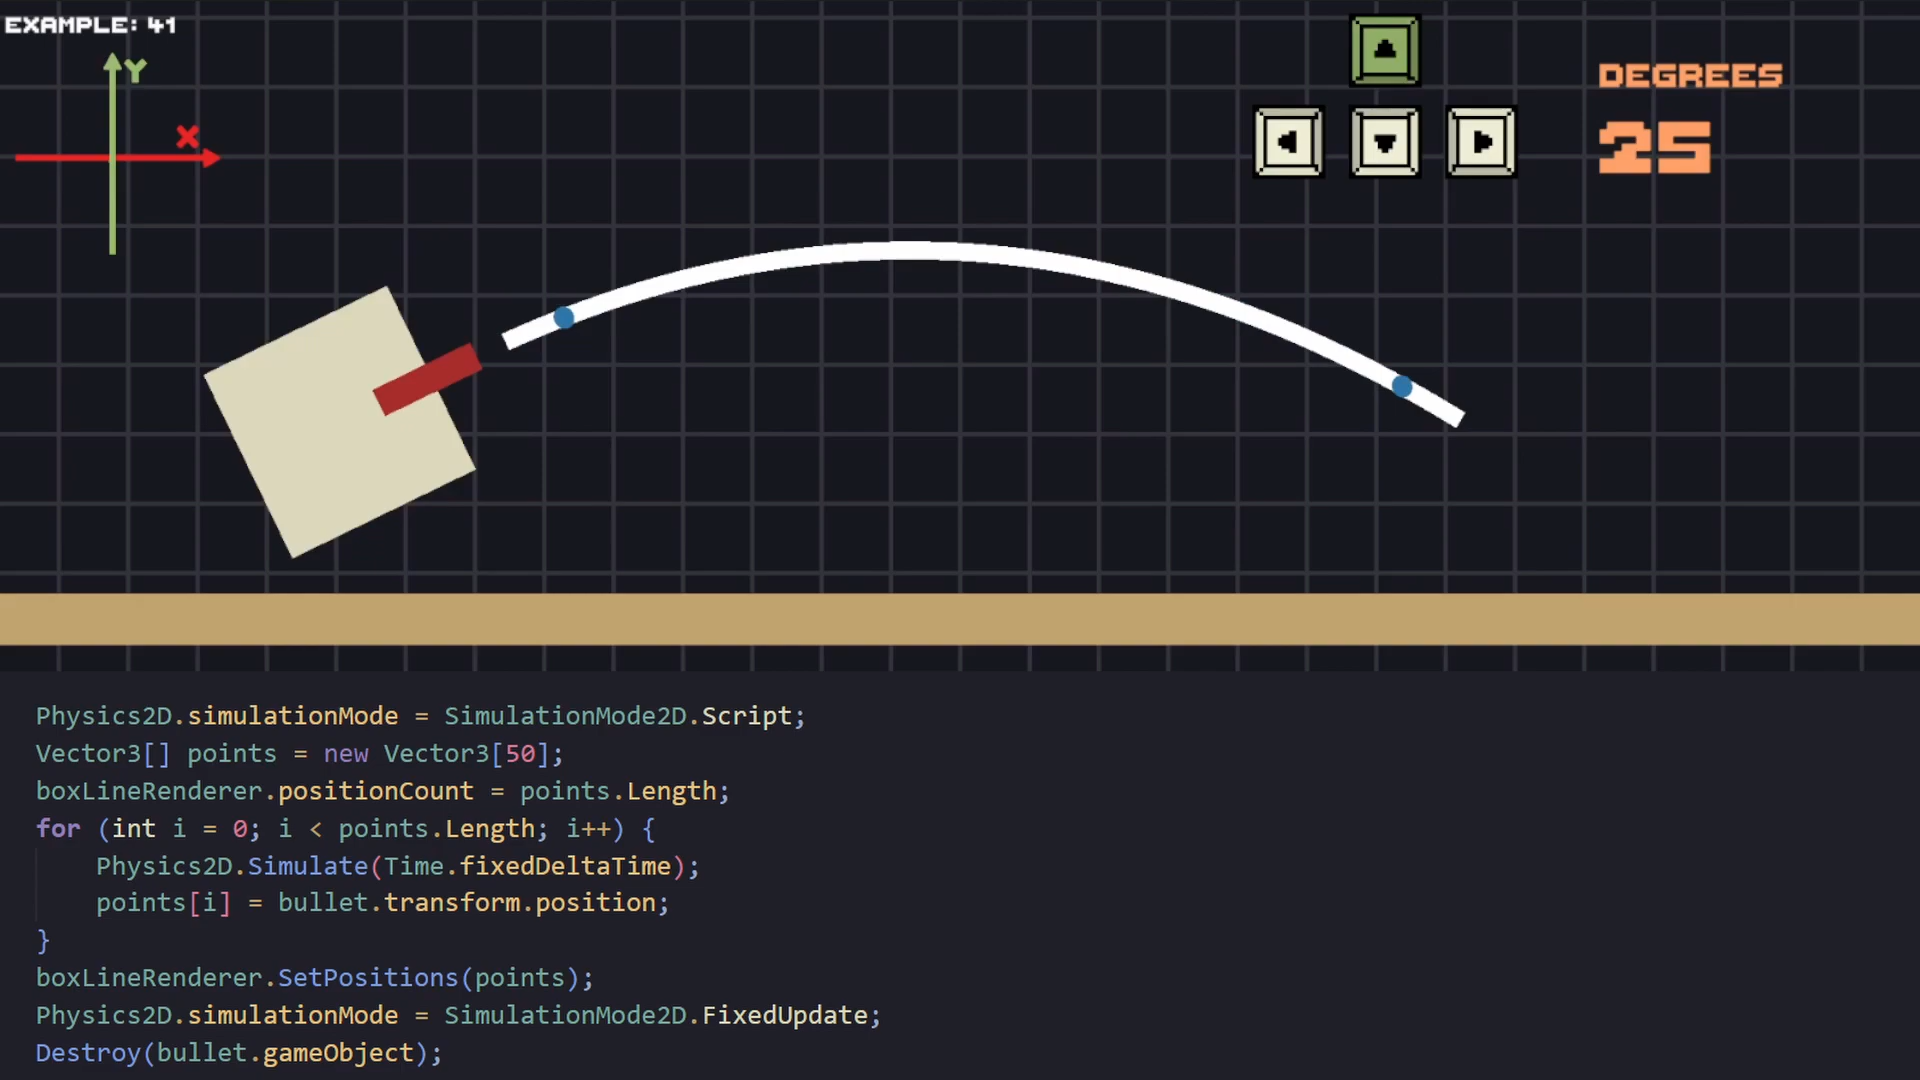 EXAMPLE: 41
Y
X
DEGREES
25
Physics2D.simulationMode = SimulationMode2D.Script;
Vector3[] points = new Vector3[50];
boxLineRenderer.positionCount = points.Length;
for (int i = 0; i < points.Length; i++) {
    Physics2D.Simulate(Time.fixedDeltaTime);
    points[i] = bullet.transform.position;
}
boxLineRenderer.SetPositions(points);
Physics2D.simulationMode = SimulationMode2D.FixedUpdate;
Destroy(bullet.gameObject);